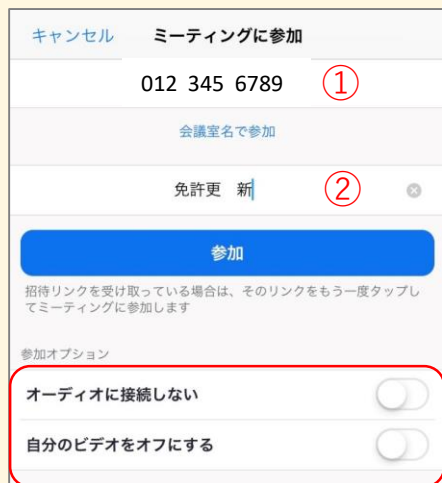 キャンセル ミーティングに参加
012 345 6789 ①
会議室名で参加
免許更 新 ②
参加
招待リンクを受け取っている場合は、そのリンクをもう一度タップし
てミーティングに参加します
参加オプション
オーディオに接続しない
自分のビデオをオフにする